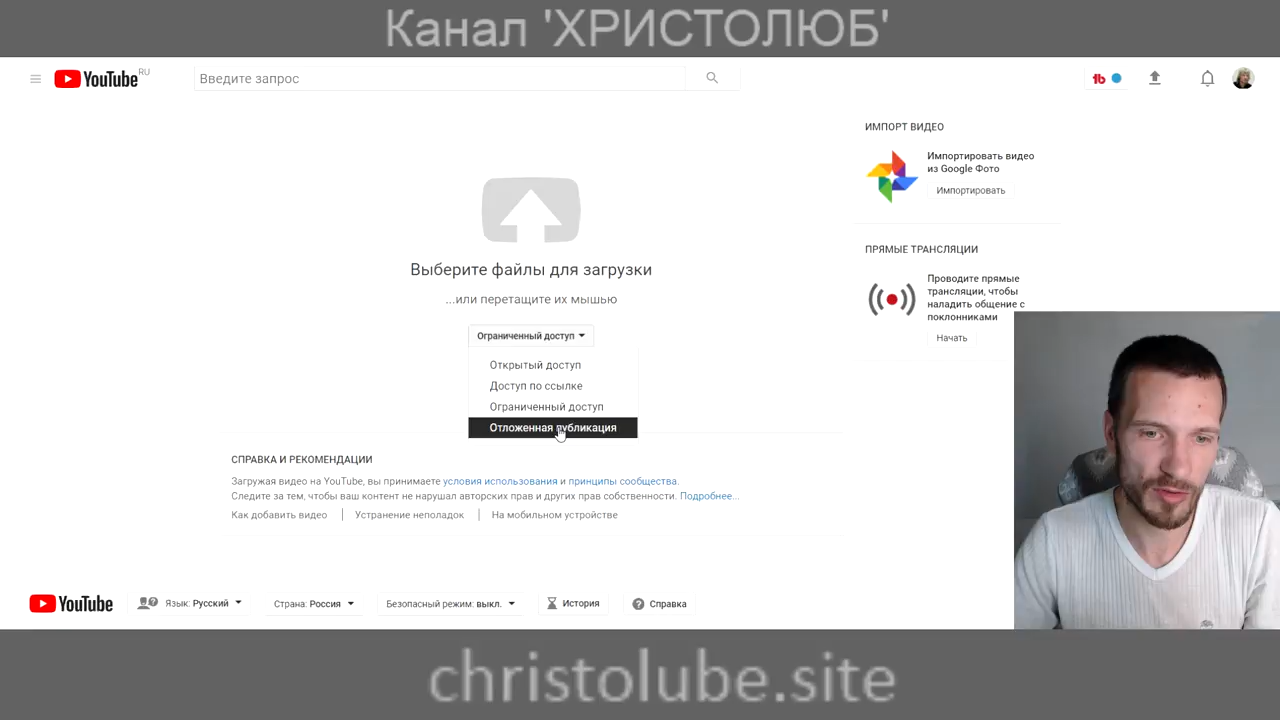 Канал 'ХРИСТОЛЮБ'
YouTube RU
Введите запрос
tb
ИМПОРТ ВИДЕО
Импортировать видео
из Google Фото
Импортировать
Выберите файлы для загрузки
...или перетащите их мышью
ПРЯМЫЕ ТРАНСЛЯЦИИ
Проводите прямые
трансляции, чтобы
наладить общение с
поклонниками
Начать
Ограниченный доступ
Открытый доступ
Доступ по ссылке
Ограниченный доступ
Отложенная публикация
СПРАВКА И РЕКОМЕНДАЦИИ
Загружая видео на YouTube, вы принимаете условия использования и принципы сообщества.
Следите за тем, чтобы ваш контент не нарушал авторских прав и других прав собственности. Подробнее...
Как добавить видео
Устранение неполадок
На мобильном устройстве
YouTube
Язык: Русский
Страна: Россия
Безопасный режим: выкл.
История
Справка
christolube.site